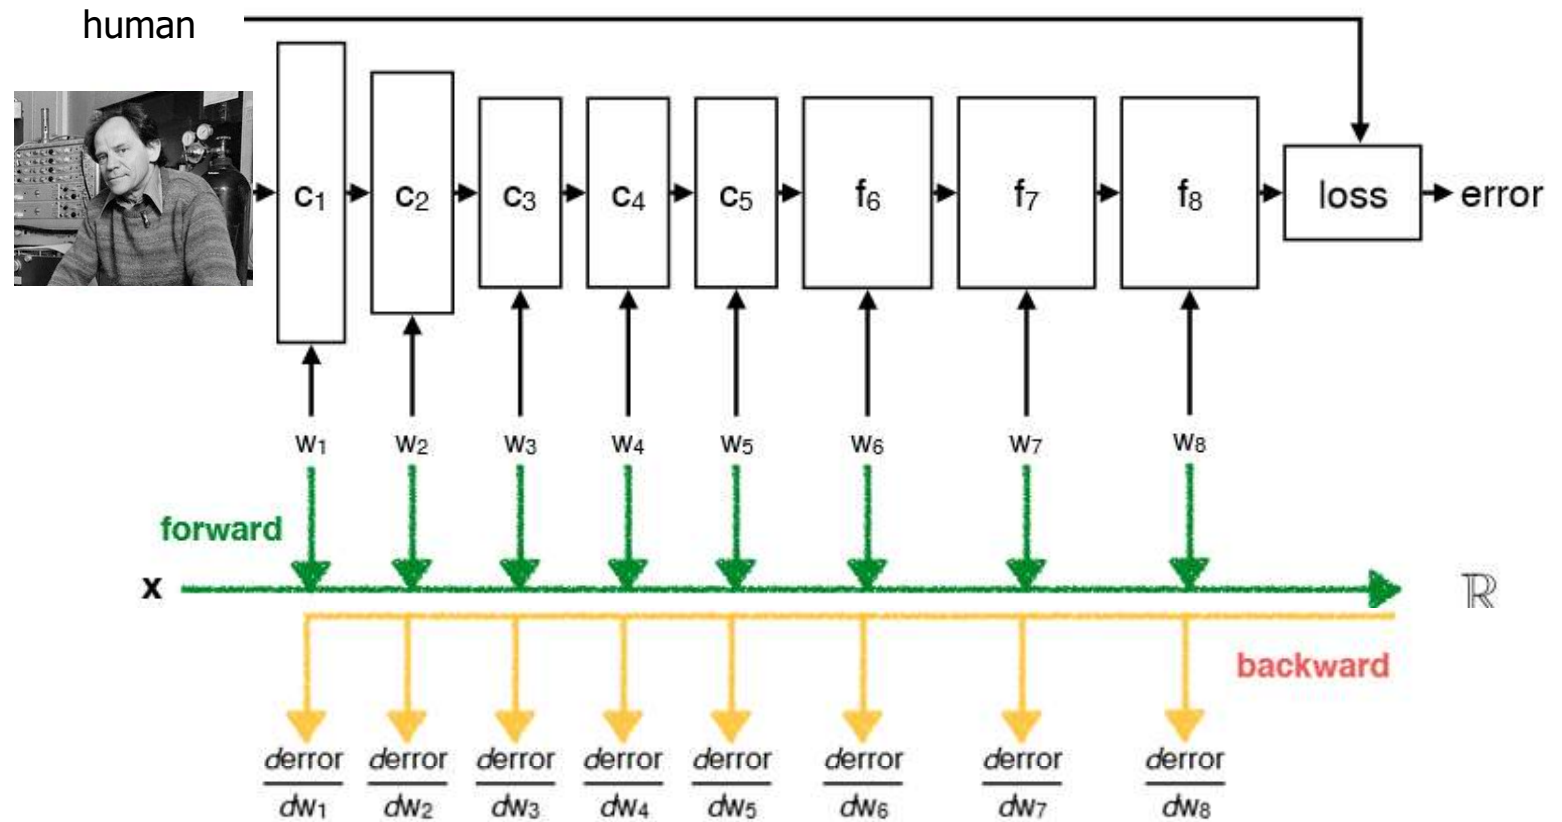 human
c₁ c₂ c₃ c₄ c₅ f₆ f₇ f₈ loss error
w₁ w₂ w₃ w₄ w₅ w₆ w₇ w₈
forward
x ℝ
backward
derror derror derror derror derror derror derror derror
dw₁ dw₂ dw₃ dw₄ dw₅ dw₆ dw₇ dw₈